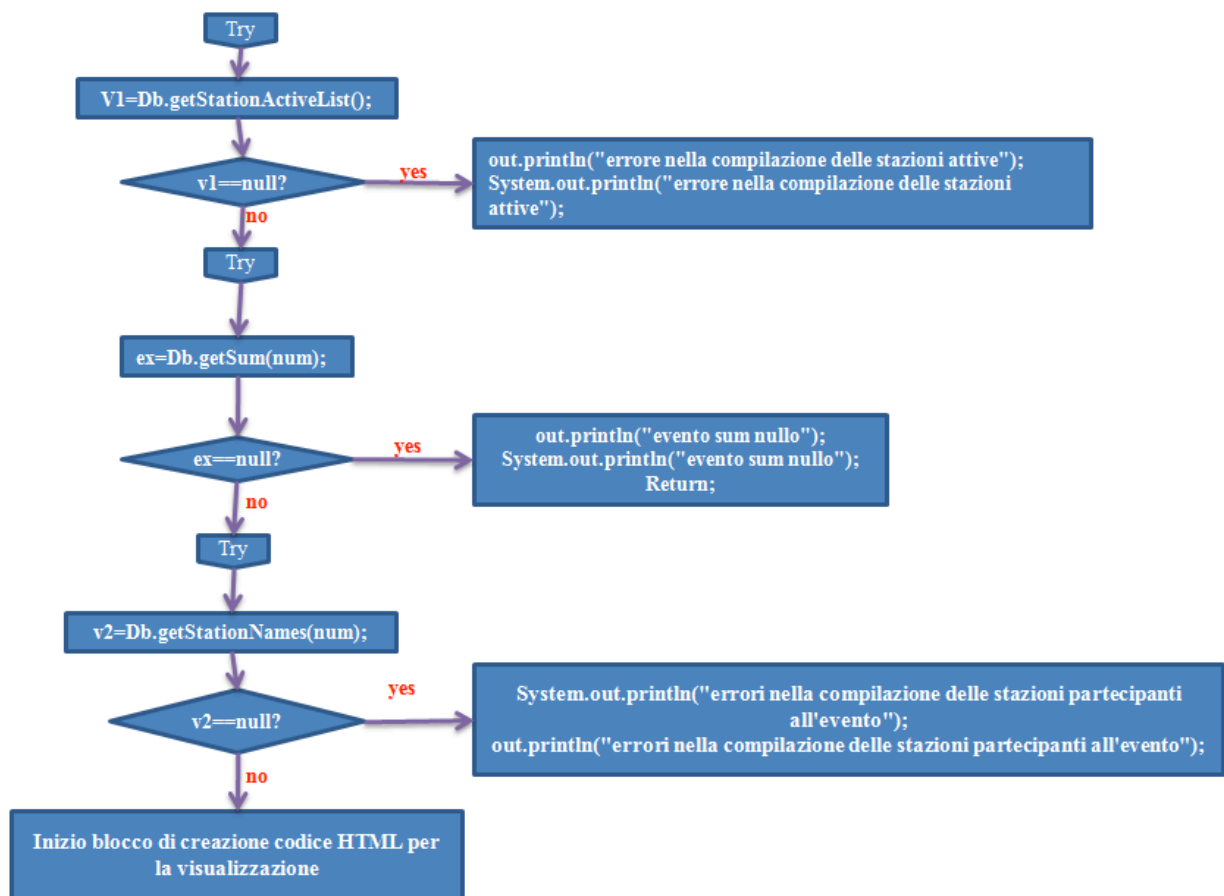 Try
V1=Db.getStationActiveList();
v1==null?
yes
out.println("errore nella compilazione delle stazioni attive");
System.out.println("errore nella compilazione delle stazioni
attive");
no
Try
ex=Db.getSum(num);
ex==null?
yes
out.println("evento sum nullo");
System.out.println("evento sum nullo");
Return;
no
Try
v2=Db.getStationNames(num);
v2==null?
yes
System.out.println("errori nella compilazione delle stazioni partecipanti
all'evento");
out.println("errori nella compilazione delle stazioni partecipanti all'evento");
no
Inizio blocco di creazione codice HTML per
la visualizzazione